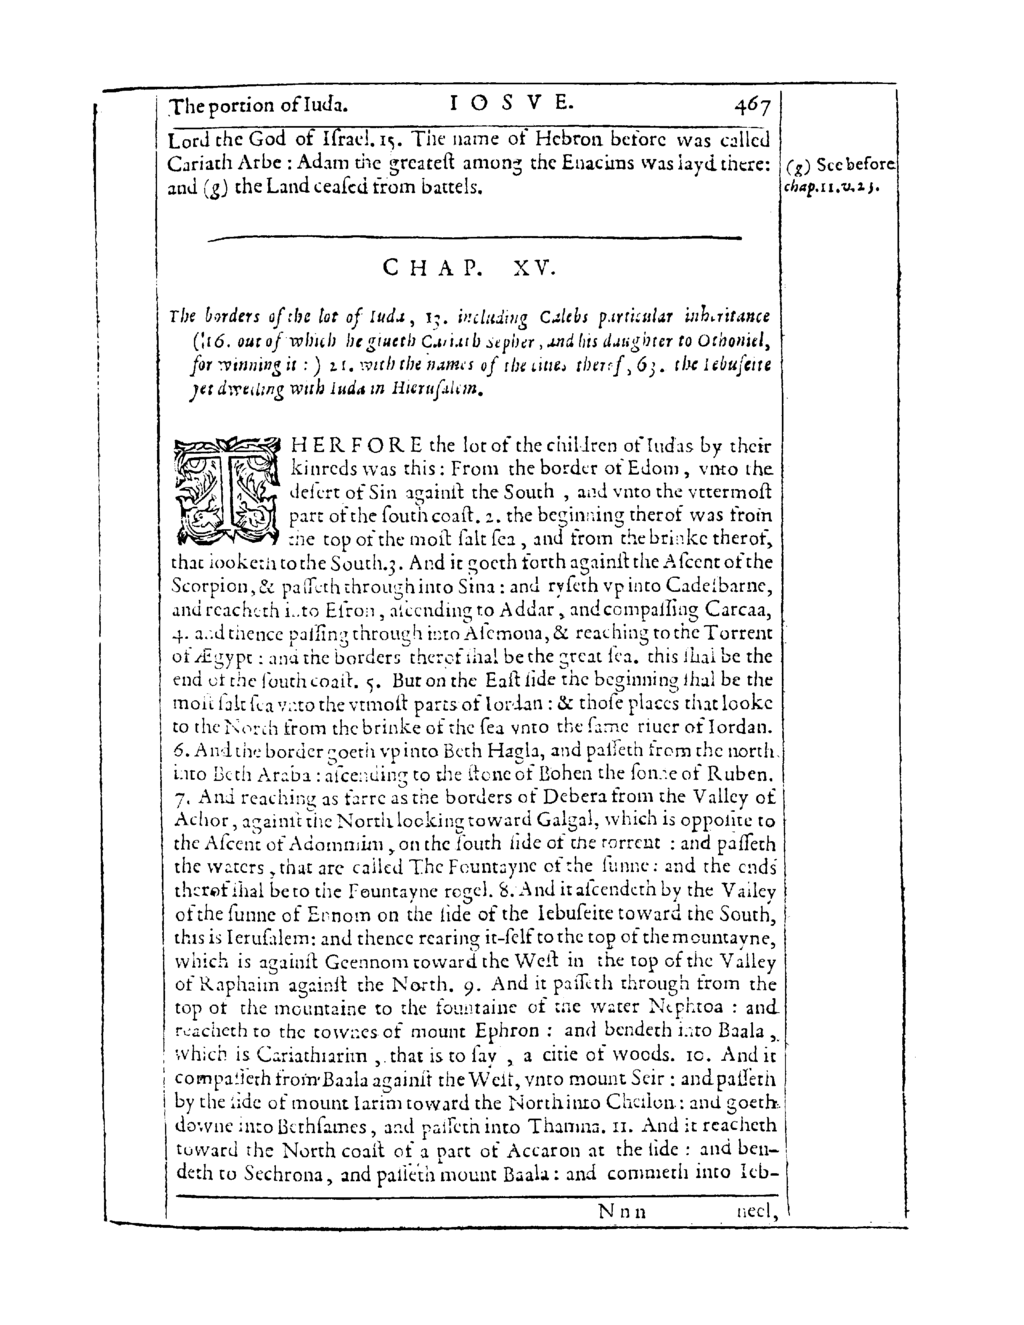 The portion of Iuda. I O S V E. 467
Lord the God of Iſrael. 15. The name of Hebron before was called
Cariath Arbe : Adam the greateſt among the Enacims was layd there:
and (g) the Land ceaſed from battels.
(g) See before
chap. 11. v. 23.
C H A P. XV.
The borders of the lot of Iuda, 13. including Calebs particular inheritance
(16. out of which he giueth Cariath Sepher, and his daughter to Othoniel,
for winning it : ) 21. with the names of the cities therof, 63. the Iebuſeite
yet dwelling with Iuda in Hieruſalem.
THERFORE the lot of the children of Iudas by their
kinreds was this : From the border of Edom, vnto the
deſert of Sin againſt the South, and vnto the vttermoſt
part of the ſouth coaſt. 2. the beginning therof was from
the top of the moſt ſalt ſea, and from the brinke therof,
that looketh to the South. 3. And it goeth forth againſt the Aſcent of the
Scorpion, & paſſeth through into Sina : and ryſeth vp into Cadeſbarne,
and reacheth into Eſron, aſcending to Addar, and compaſſing Carcaa,
4. and thence paſſing through into Aſemona, & reaching to the Torrent
of Ægypt : and the borders therof ſhal be the great ſea. this ſhal be the
end of the ſouth coaſt. 5. But on the Eaſt ſide the beginning ſhal be the
moſt ſalt ſea vnto the vtmoſt parts of Iordan : & thoſe places that looke
to the North from the brinke of the ſea vnto the ſame riuer of Iordan.
6. And the border goeth vp into Beth Hagla, and paſſeth from the north
into Beth Araba : aſcending to the ſtone of Bohen the ſonne of Ruben.
7. And reaching as farre as the borders of Debera from the Valley of
Achor, againſt the North looking toward Galgal, which is oppoſite to
the Aſcent of Adommim, on the ſouth ſide of the torrent : and paſſeth
the waters, that are called The Fountayne of the ſunne : and the ends
therof ſhal be to the Fountayne rogel. 8. And it aſcendeth by the Valley
of the ſunne of Ennom on the ſide of the Iebuſeite toward the South,
this is Ieruſalem: and thence rearing it-ſelf to the top of the mountayne,
which is againſt Geennom toward the Weſt in the top of the Valley
of Raphaim againſt the North. 9. And it paſſeth through from the
top of the mountaine to the fountaine of the water Nephtoa : and
reacheth to the townes of mount Ephron : and bendeth into Baala,
which is Cariathiarim, that is to ſay, a citie of woods. 10. And it
compaſſeth from Baala againſt the Weſt, vnto mount Seir : and paſſeth
by the ſide of mount Iarim toward the North into Cheſlon : and goeth
downe into Bethſames, and paſſeth into Thamna. 11. And it reacheth
toward the North coaſt of a part of Accaron at the ſide : and ben-
deth to Sechrona, and paſſeth mount Baala : and commeth into Ieb-
N n n neel,